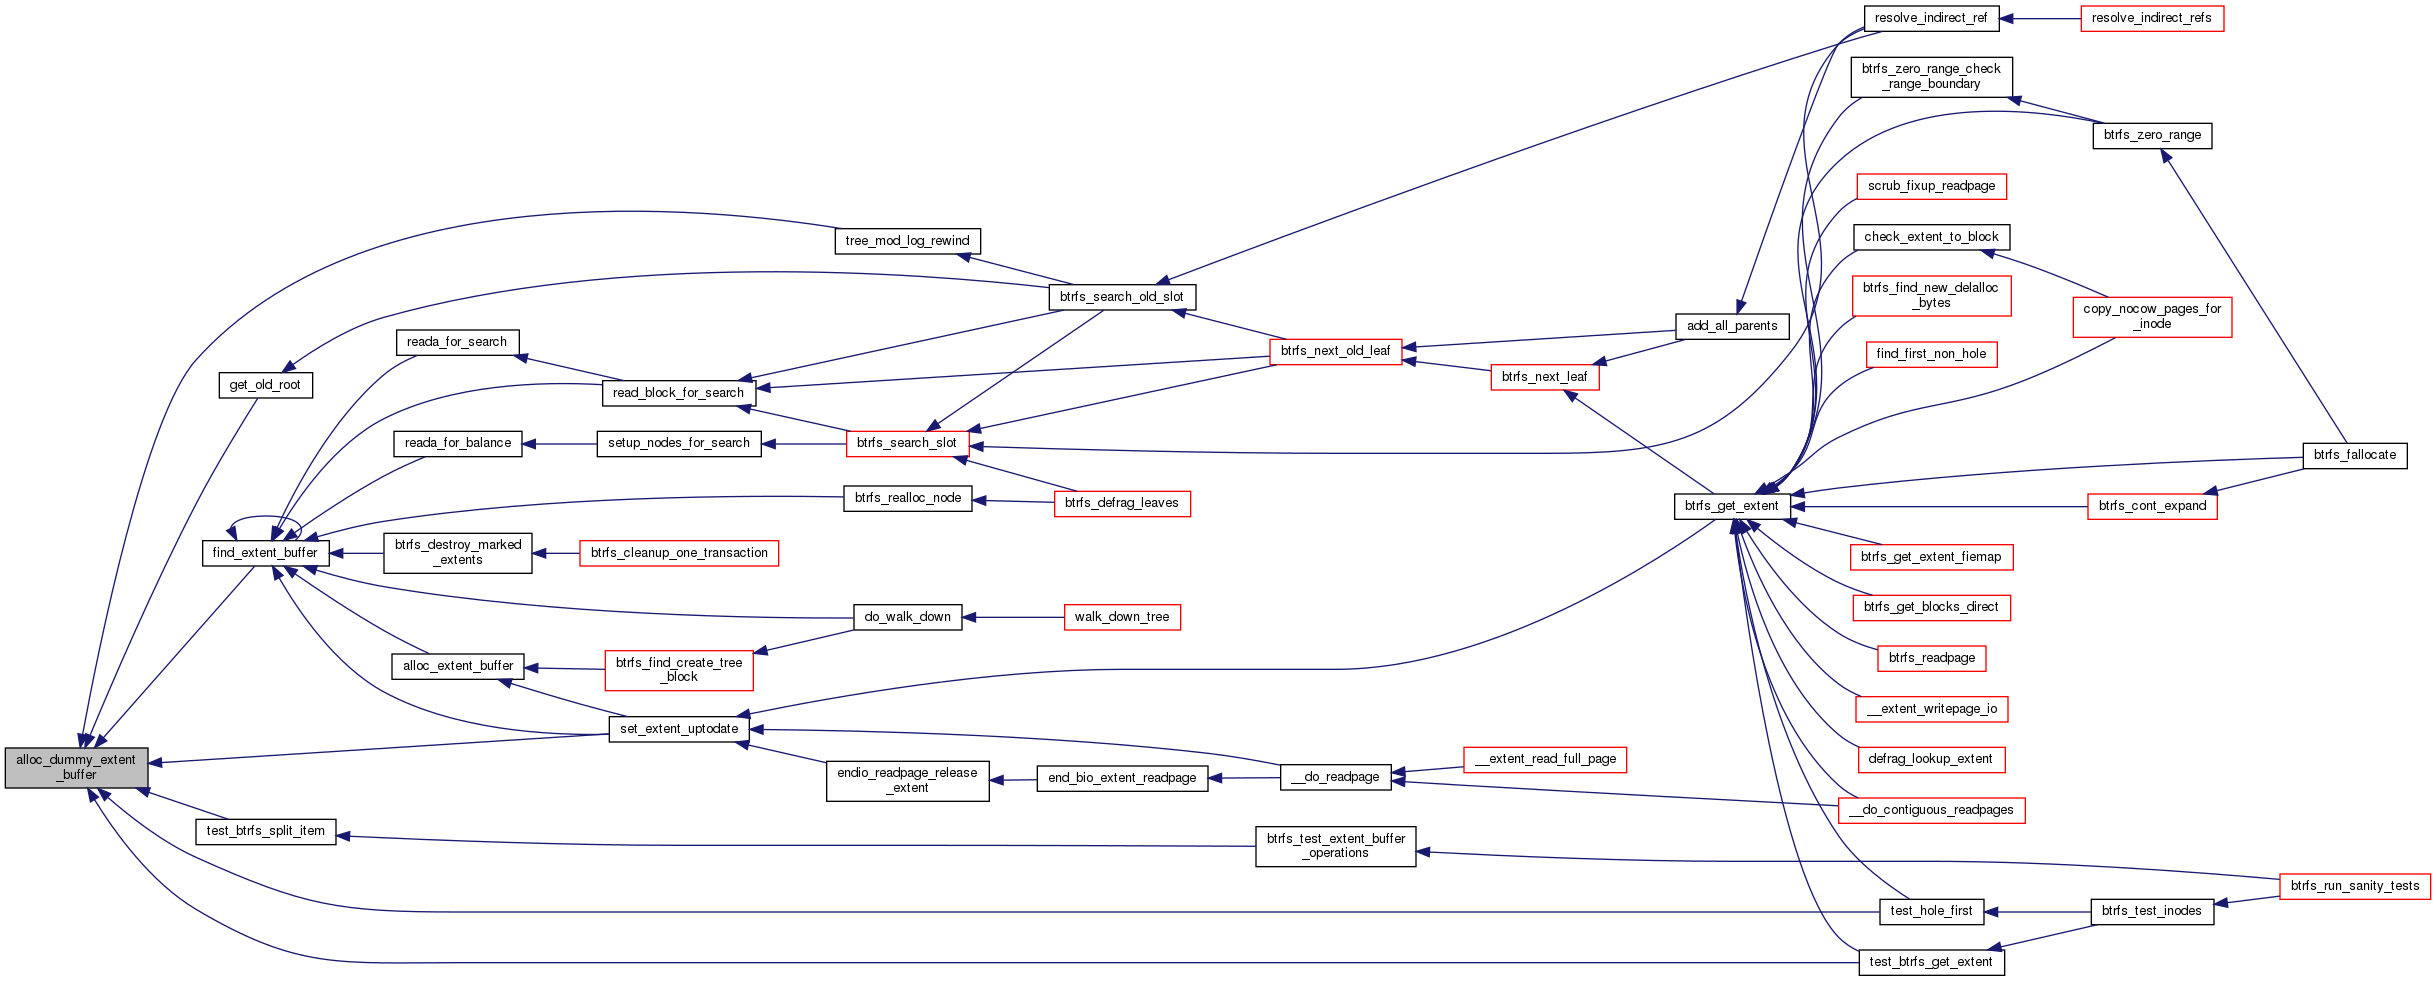 resolve_indirect_ref
resolve_indirect_refs
btrfs_zero_range_check
_range_boundary
btrfs_zero_range
scrub_fixup_readpage
tree_mod_log_rewind
check_extent_to_block
btrfs_search_old_slot
btrfs_find_new_delalloc
_bytes
copy_nocow_pages_for
_inode
add_all_parents
reada_for_search
btrfs_next_old_leaf
find_first_non_hole
get_old_root
btrfs_next_leaf
read_block_for_search
reada_for_balance
setup_nodes_for_search
btrfs_search_slot
btrfs_fallocate
btrfs_realloc_node
btrfs_defrag_leaves
btrfs_get_extent
btrfs_cont_expand
find_extent_buffer
btrfs_destroy_marked
_extents
btrfs_cleanup_one_transaction
btrfs_get_extent_fiemap
do_walk_down
walk_down_tree
btrfs_get_blocks_direct
alloc_extent_buffer
btrfs_find_create_tree
_block
btrfs_readpage
__extent_writepage_io
set_extent_uptodate
alloc_dummy_extent
_buffer
endio_readpage_release
_extent
end_bio_extent_readpage
__do_readpage
__extent_read_full_page
defrag_lookup_extent
__do_contiguous_readpages
test_btrfs_split_item
btrfs_test_extent_buffer
_operations
btrfs_run_sanity_tests
test_hole_first
btrfs_test_inodes
test_btrfs_get_extent